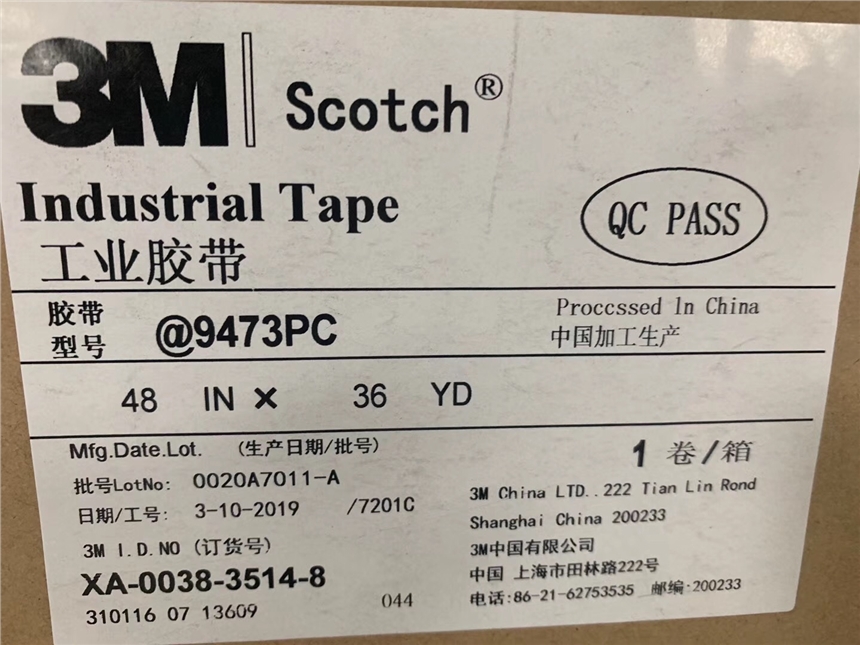 3M Scotch®
Industrial Tape
工业胶带
QC PASS
胶带
型号
@9473PC
Proccssed ln China
中国加工生产
48 IN × 36 YD
Mfg.Date.Lot. (生产日期/批号)
1 卷/箱
批号LotNo: 0020A7011-A
日期/工号: 3-10-2019 /7201C
3M I.D.NO (订货号)
XA-0038-3514-8
310116 07 13609 044
3M China LTD..222 Tian Lin Rond
Shanghai China 200233
3M中国有限公司
中国 上海市田林路222号
电话:86-21-62753535 邮编:200233